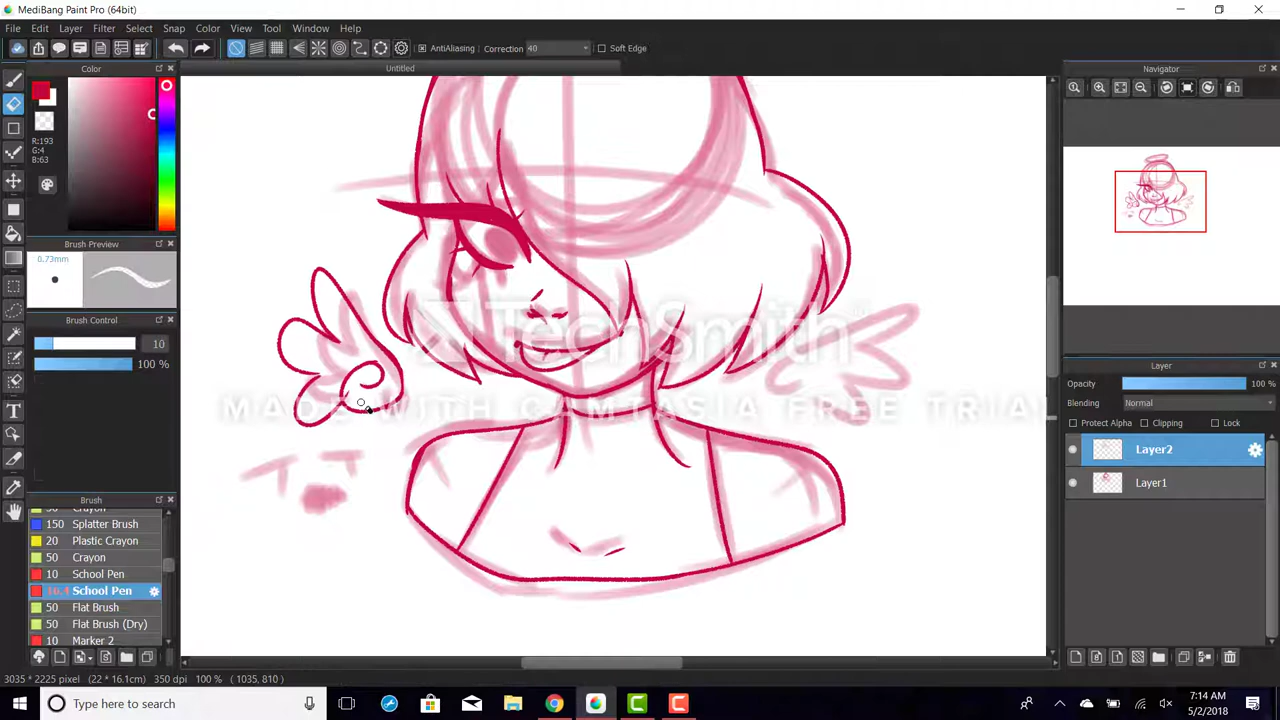 MediBang Paint Pro (64bit)
File Edit Layer Filter Select Snap Color View Tool Window Help
AntiAliasing Correction 40 Soft Edge
Color
Untitled
Navigator
R:193
G:4
B:63
Brush Preview
0.73mm
Brush Control
10
100 %
TechSmith
MADE WITH CAMTASIA FREE TRIAL
Layer
Opacity 100 %
Blending Normal
Protect Alpha Clipping Lock
Layer2
Layer1
Brush
50 Crayon
150 Splatter Brush
20 Plastic Crayon
50 Crayon
10 School Pen
School Pen
50 Flat Brush
50 Flat Brush (Dry)
10 Marker 2
3035 * 2225 pixel (22 * 16.1cm) 350 dpi 100 % ( 1035, 810 )
Type here to search
7:14 AM
5/2/2018